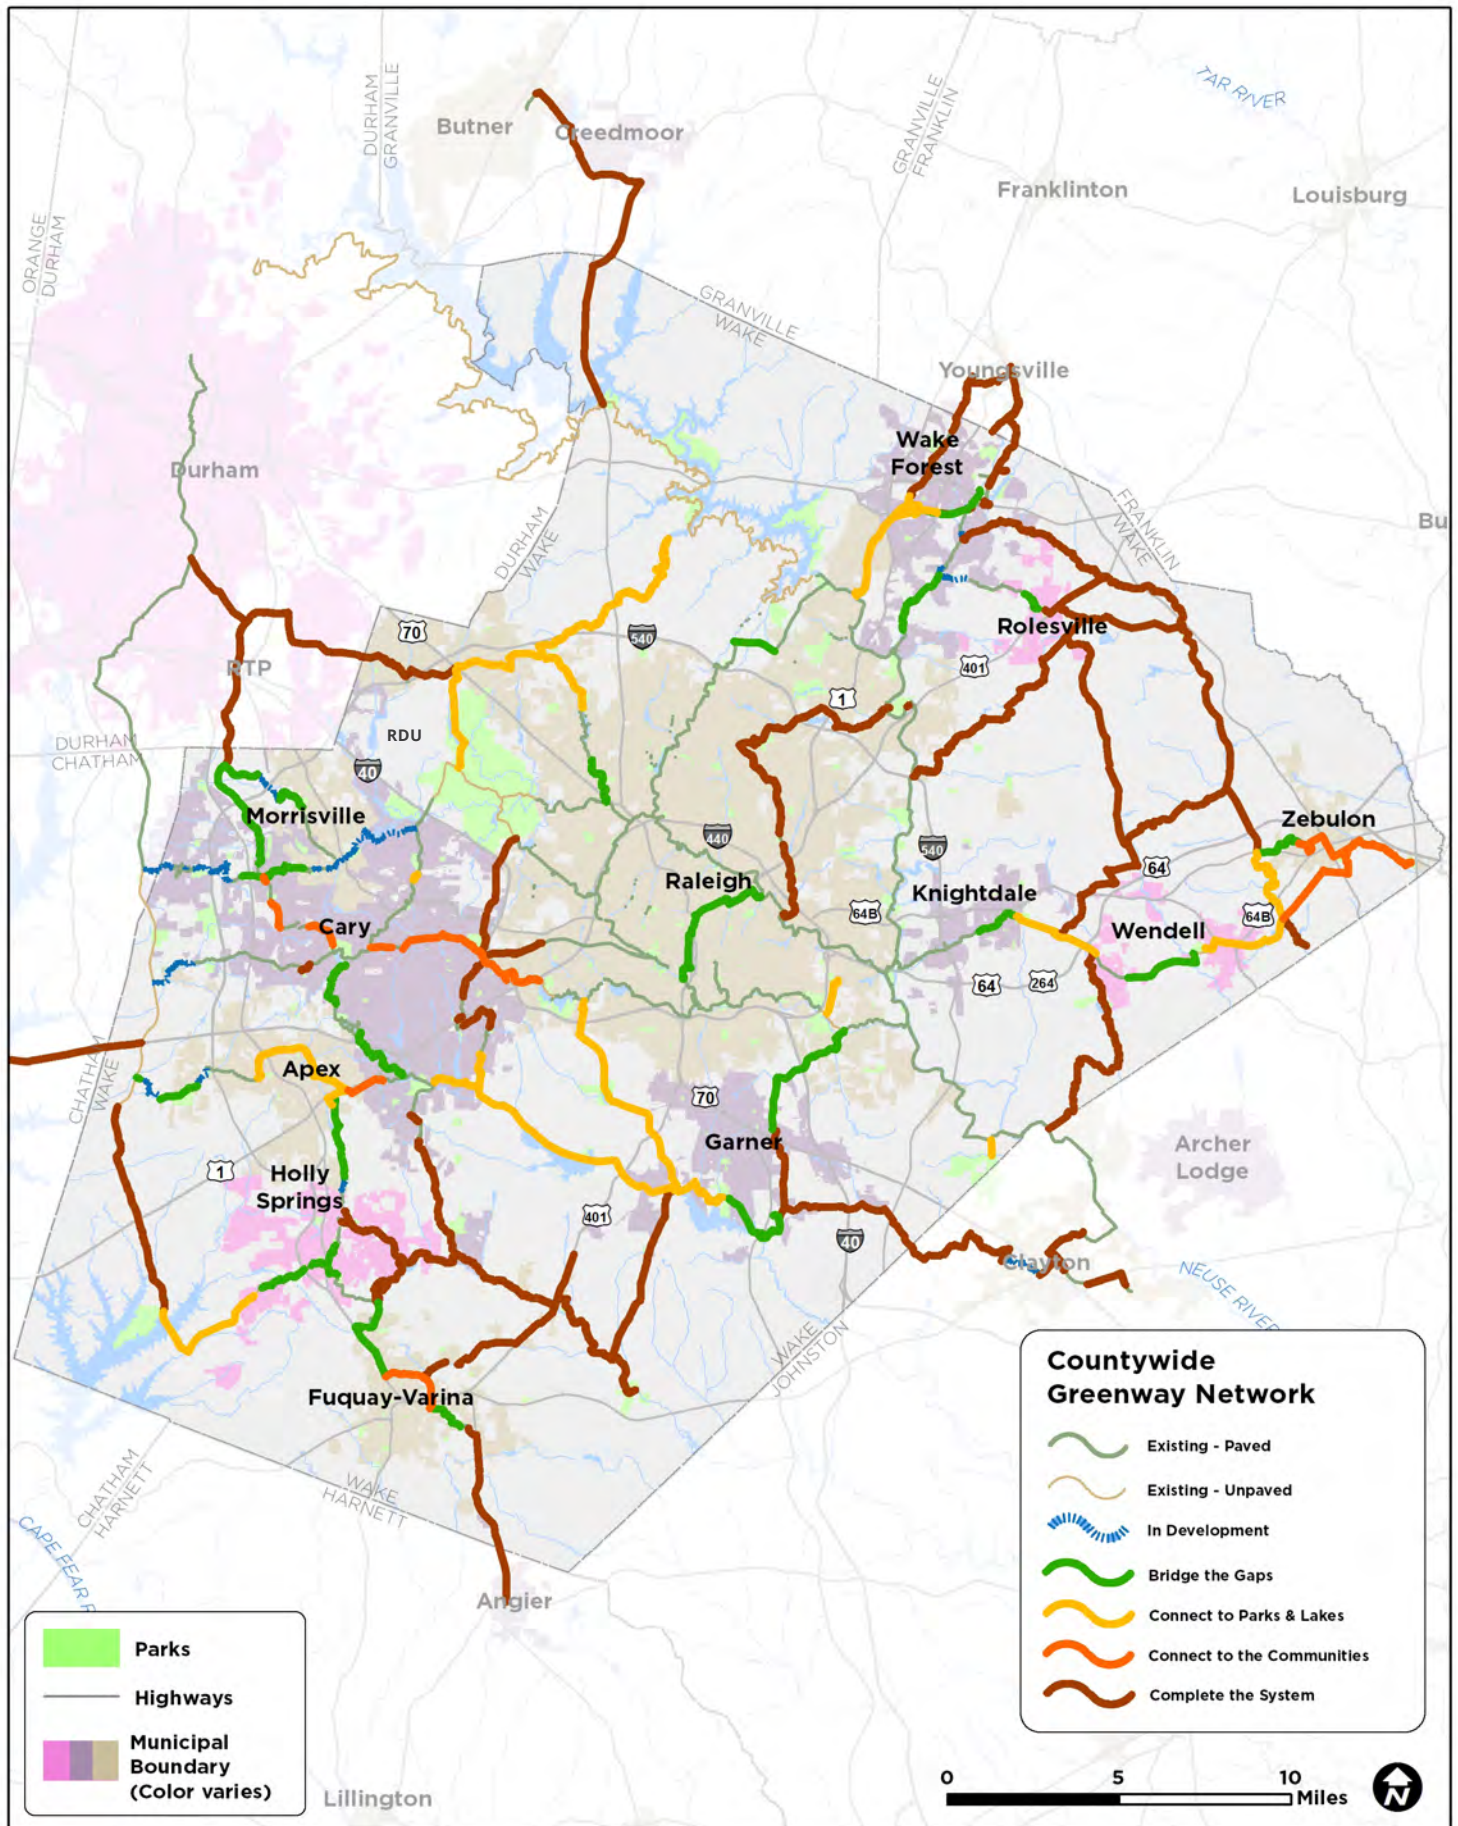 TAR RIVER
DURHAM
GRANVILLE
GRANVILLE
FRANKLIN
Butner
Creedmoor
Franklinton
Louisburg
ORANGE
DURHAM
GRANVILLE
WAKE
Youngsville
Wake
Forest
Durham
DURHAM
WAKE
FRANKLIN
WAKE
Bu
70
540
Rolesville
RTP
401
1
RDU
DURHAM
CHATHAM
40
Morrisville
Zebulon
440
540
64
Raleigh
Knightdale
64B
64B
Cary
Wendell
64
264
CHATHAM
WAKE
Apex
70
Garner
Archer
Lodge
1
Holly
Springs
401
40
Clayton
NEUSE RIVER
WAKE
JOHNSTON
Fuquay-Varina
CHATHAM
HARNETT
WAKE
HARNETT
CAPE FEAR R
Angier
Lillington
Countywide
Greenway Network
Existing - Paved
Existing - Unpaved
In Development
Bridge the Gaps
Connect to Parks & Lakes
Connect to the Communities
Complete the System
Parks
Highways
Municipal
Boundary
(Color varies)
0 5 10
Miles
N